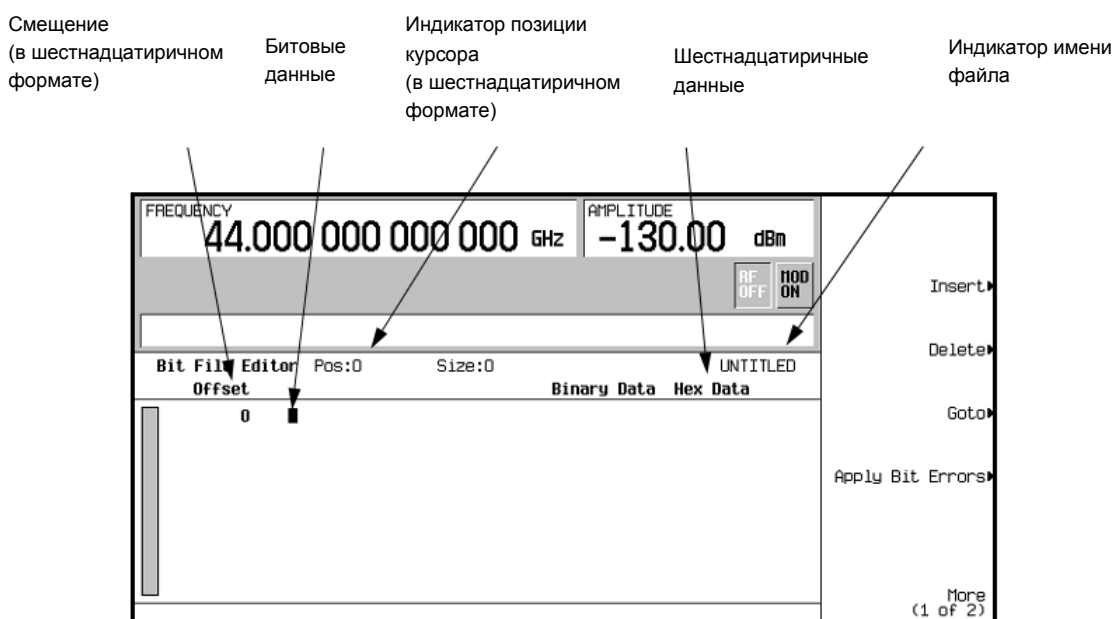 Смещение
(в шестнадцатиричном
формате)
Битовые
данные
Индикатор позиции
курсора
(в шестнадцатиричном
формате)
Шестнадцатиричные
данные
Индикатор имени
файла
FREQUENCY
44.000 000 000 000 GHz
AMPLITUDE
-130.00 dBm
RF
OFF
MOD
ON
Bit File Editor Pos:0 Size:0 UNTITLED
Offset Binary Data Hex Data
0
Insert
Delete
Goto
Apply Bit Errors
More
(1 of 2)